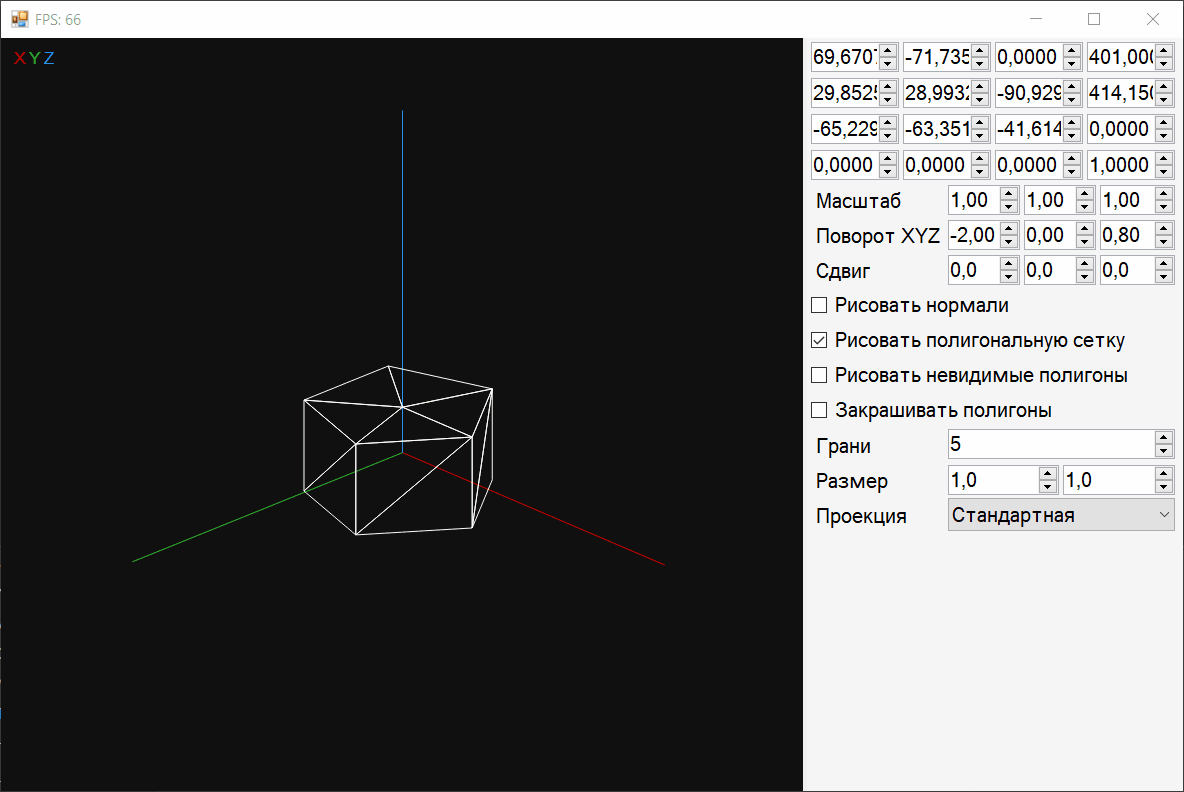 FPS: 66
X Y Z
69,6707 -71,735 0,0000 401,000
29,8525 28,9932 -90,929 414,150
-65,229 -63,351 -41,614 0,0000
0,0000 0,0000 0,0000 1,0000
Масштаб 1,00 1,00 1,00
Поворот XYZ -2,00 0,00 0,80
Сдвиг 0,0 0,0 0,0
Рисовать нормали
Рисовать полигональную сетку
Рисовать невидимые полигоны
Закрашивать полигоны
Грани 5
Размер 1,0 1,0
Проекция Стандартная